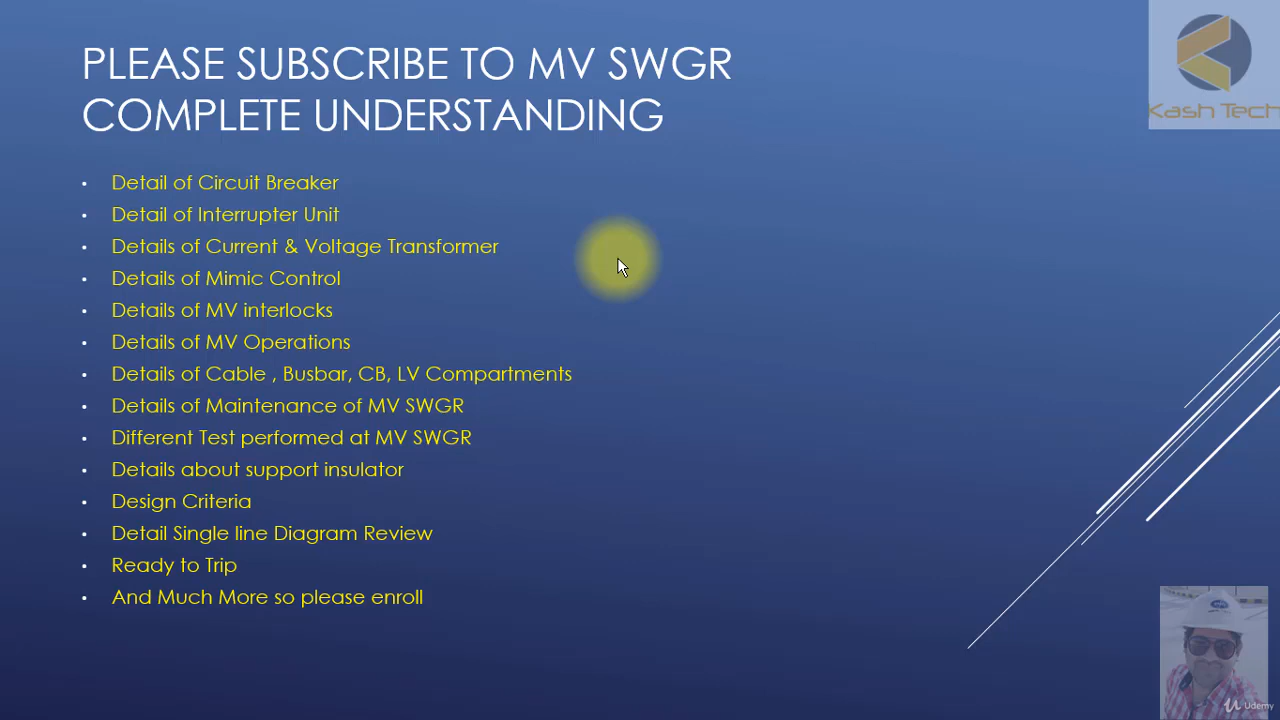 PLEASE SUBSCRIBE TO MV SWGR
COMPLETE UNDERSTANDING
Kash Tech
• Detail of Circuit Breaker
• Detail of Interrupter Unit
• Details of Current & Voltage Transformer
• Details of Mimic Control
• Details of MV interlocks
• Details of MV Operations
• Details of Cable , Busbar, CB, LV Compartments
• Details of Maintenance of MV SWGR
• Different Test performed at MV SWGR
• Details about support insulator
• Design Criteria
• Detail Single line Diagram Review
• Ready to Trip
• And Much More so please enroll
Udemy